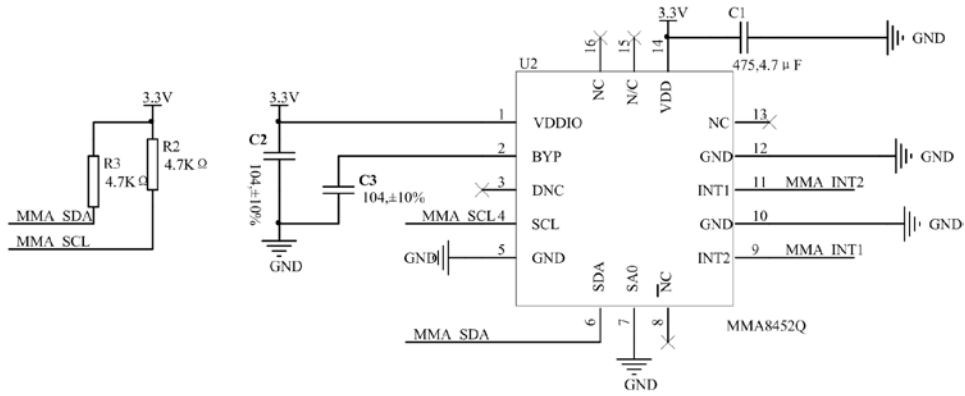 3.3V
R3
4.7K Ω
R2
4.7K Ω
MMA_SDA
MMA_SCL
3.3V
C2
104,±10%
C3
104,±10%
GND
MMA_SCL
GND
MMA_SDA
U2
1
VDDIO
2
BYP
3
DNC
4
SCL
5
GND
16
NC
15
N/C
14
VDD
3.3V
C1
475,4.7 μ F
GND
NC
13
GND
12
GND
INT1
11
MMA_INT2
GND
10
GND
INT2
9
MMA_INT1
SDA
6
SA0
7
NC
8
GND
MMA8452Q